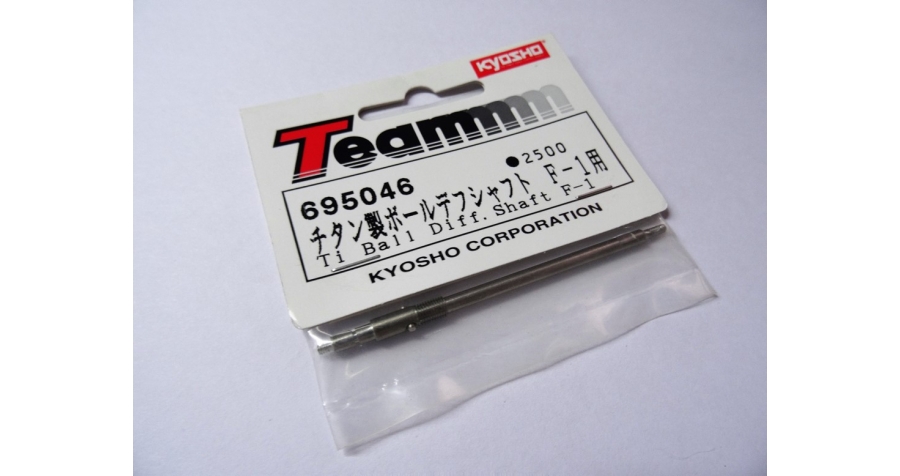 KYOSHO
Teammmm
695046
●2500
チタン製ボールデフシャフト F-1用
Ti Ball Diff.Shaft F-1
KYOSHO CORPORATION